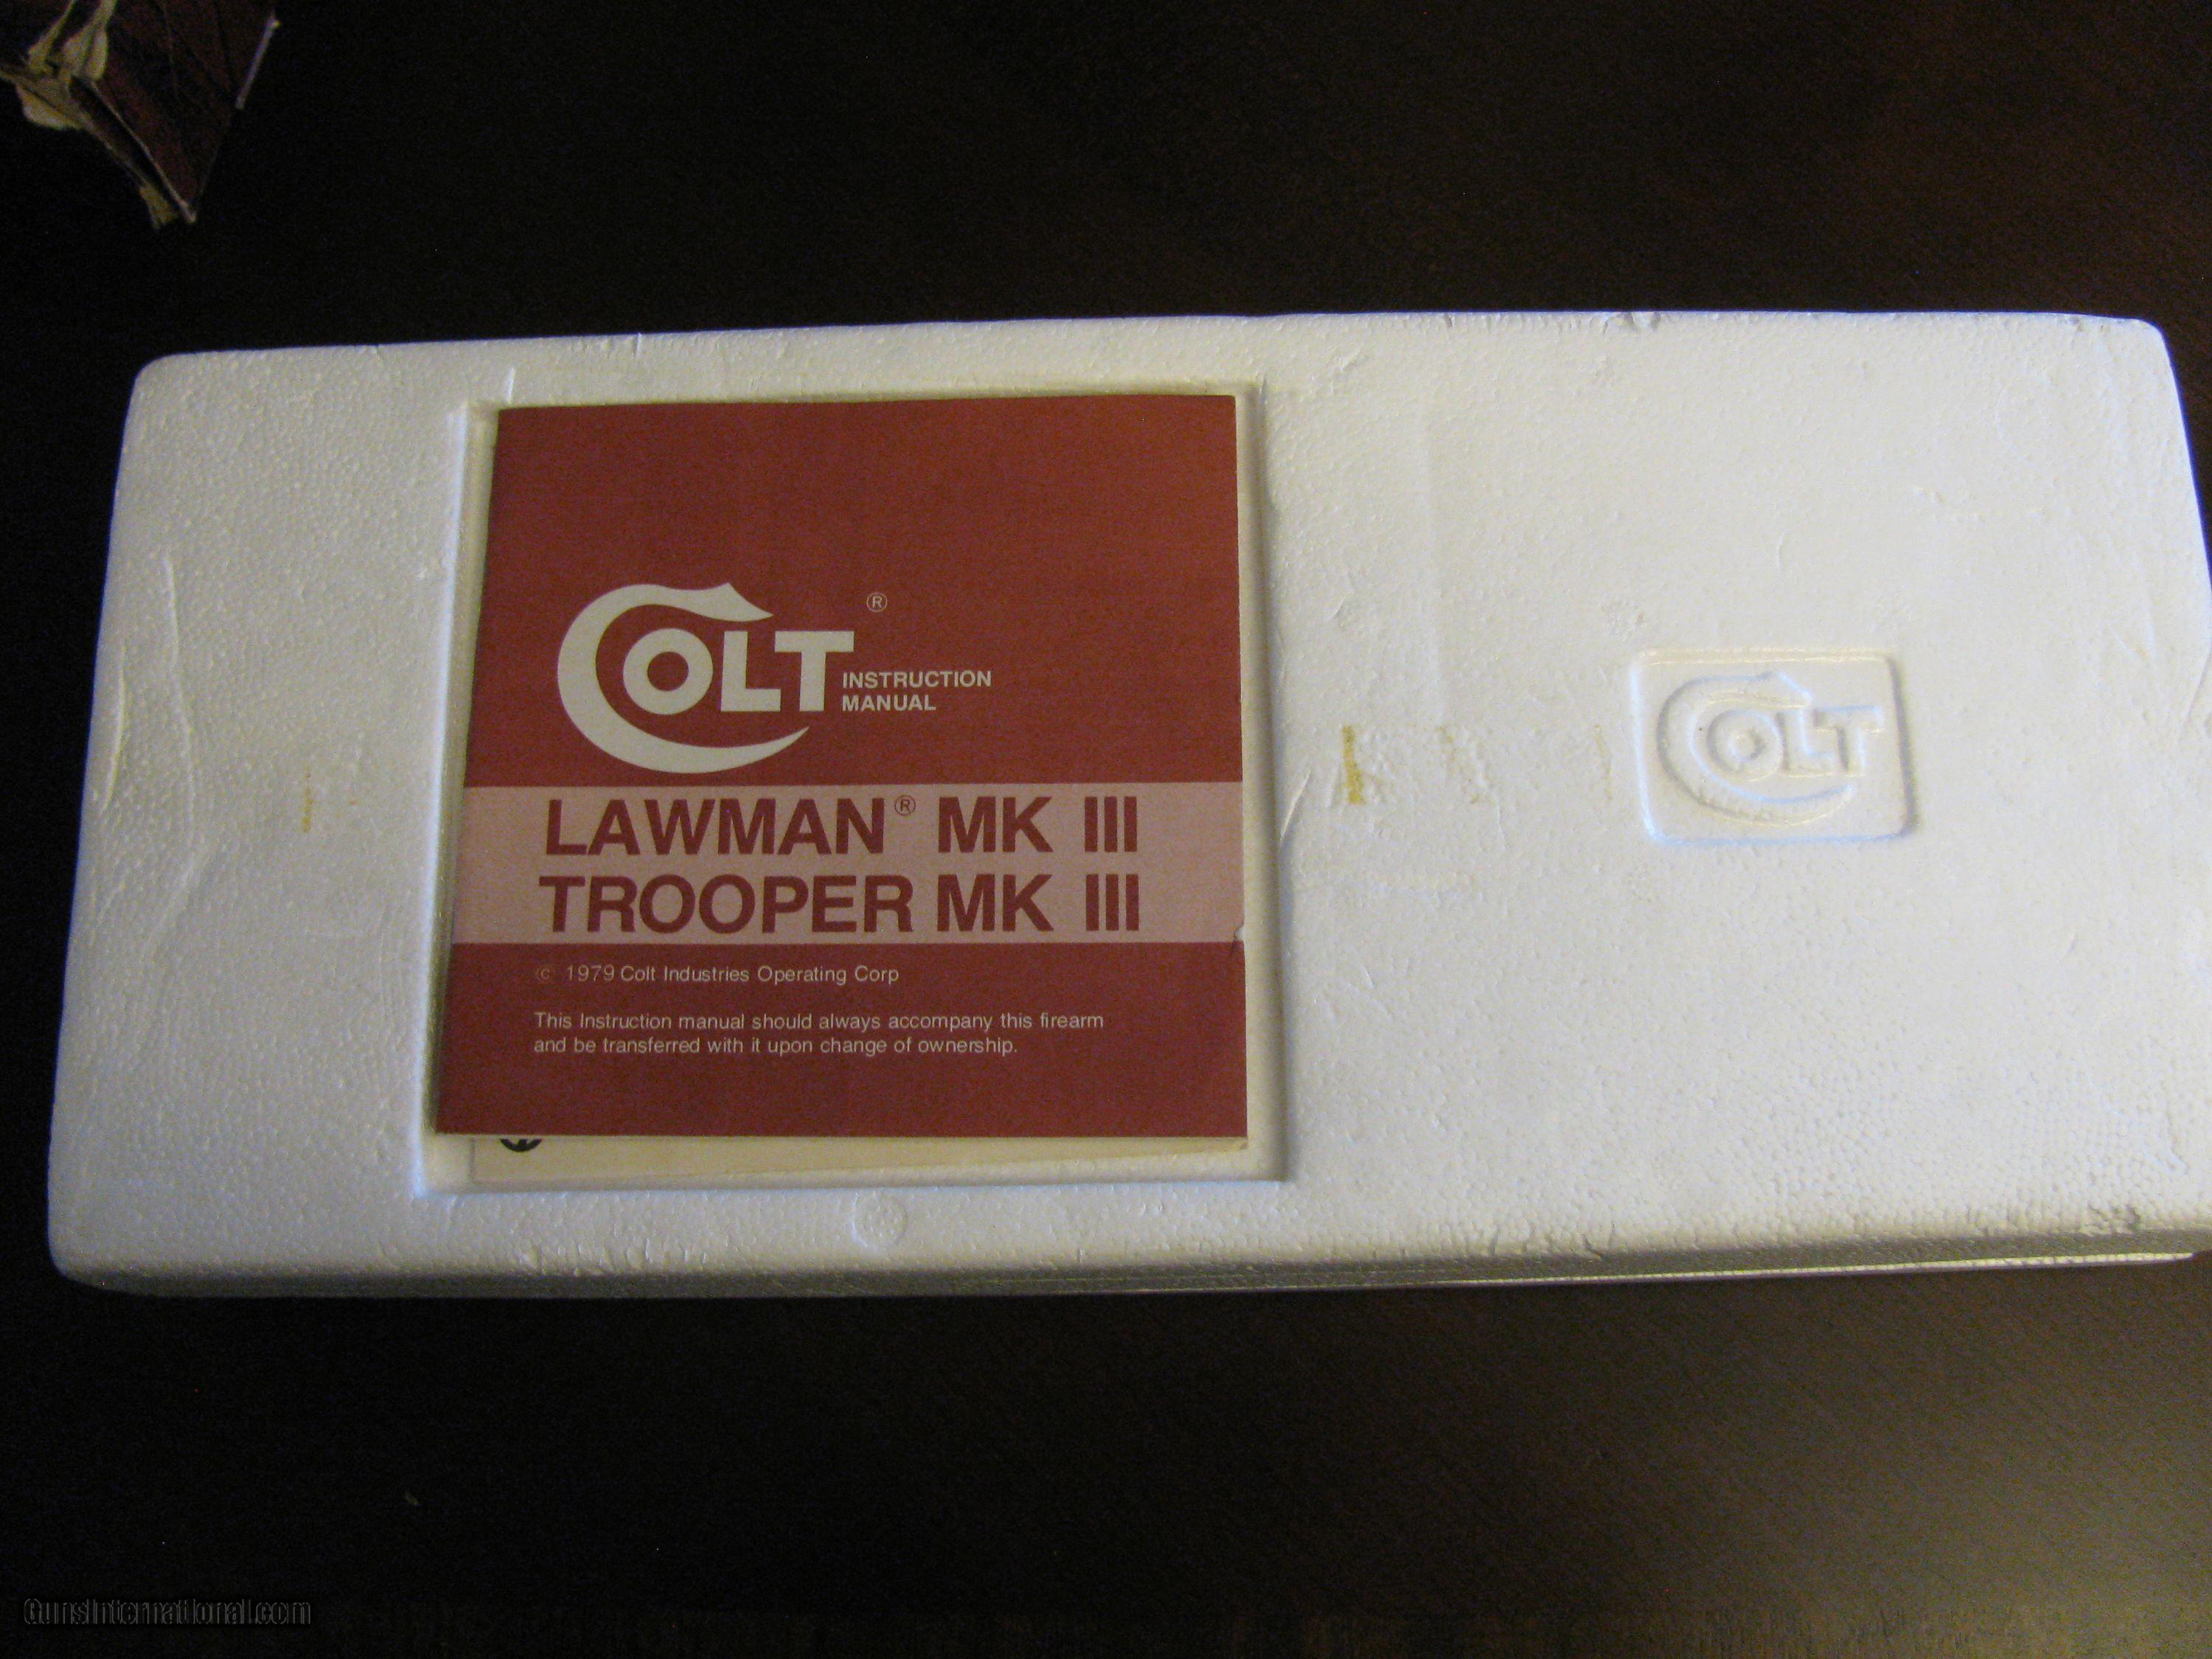 COLT ®
INSTRUCTION
MANUAL
LAWMAN® MK III
TROOPER MK III
© 1979 Colt Industries Operating Corp
This Instruction manual should always accompany this firearm
and be transferred with it upon change of ownership.
COLT
GunsInternational.com